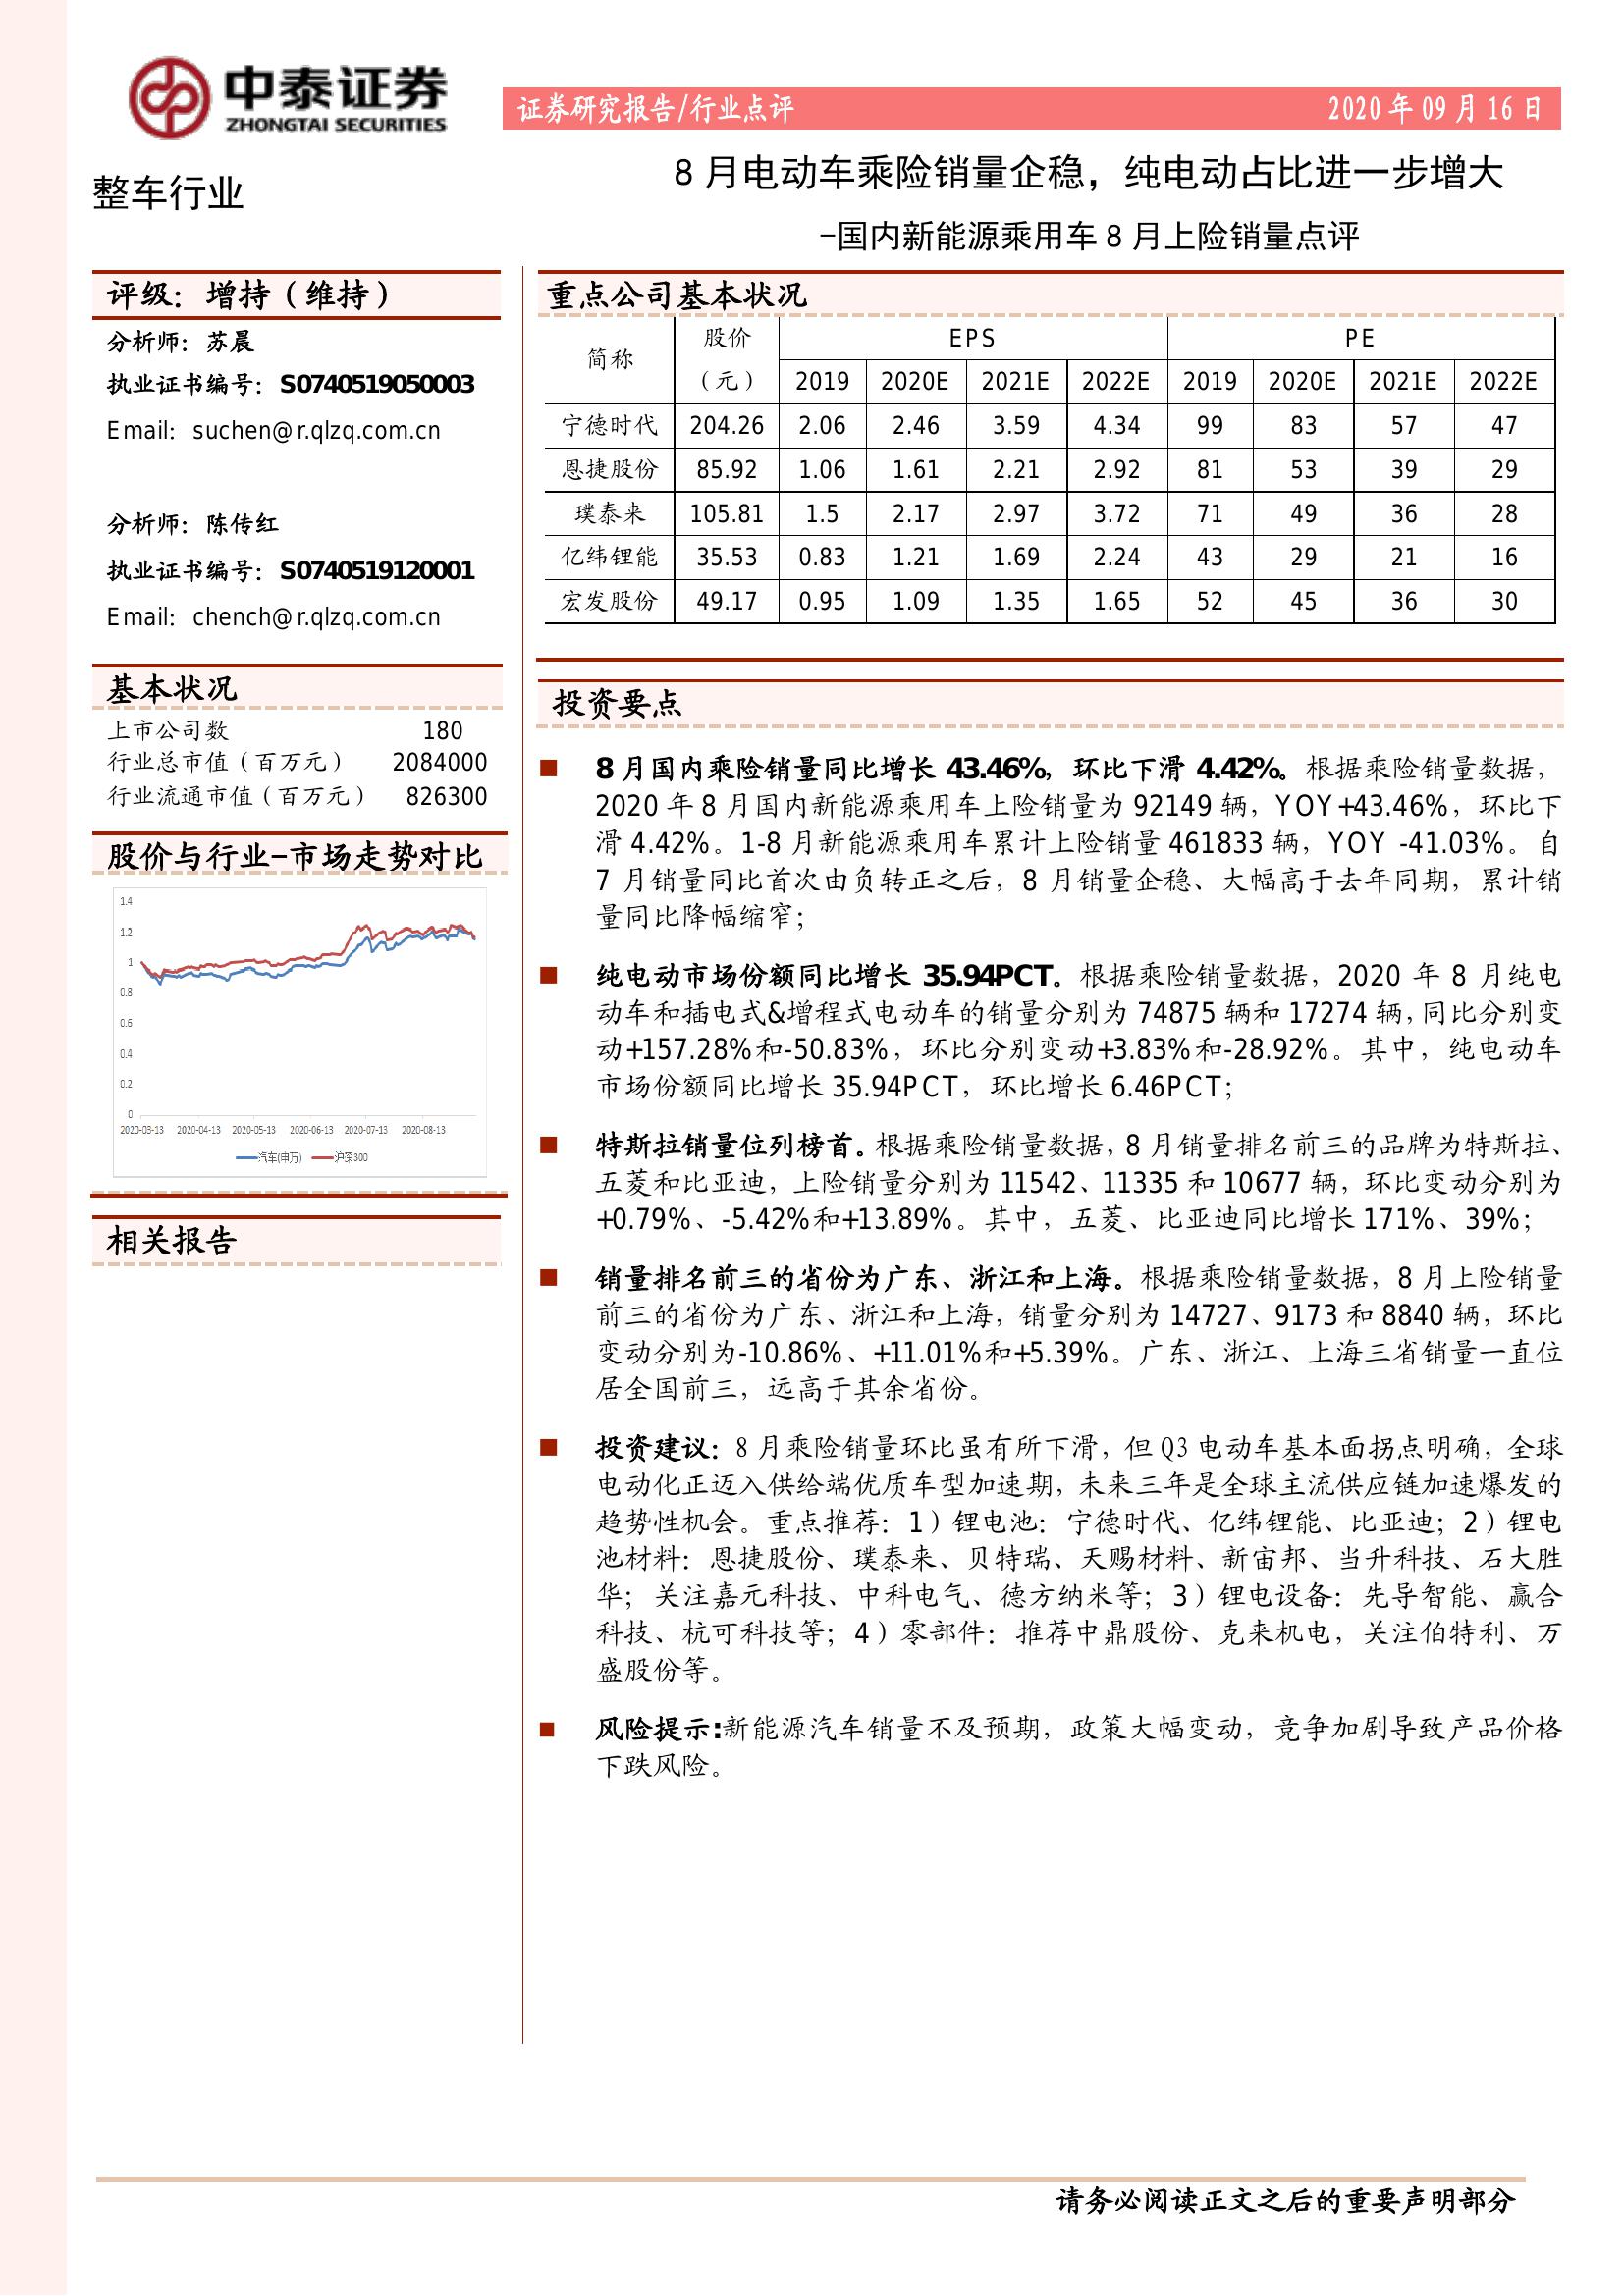 中泰证券
ZHONGTAI SECURITIES
证券研究报告/行业点评 2020 年 09 月 16 日
整车行业
8 月电动车乘险销量企稳，纯电动占比进一步增大
-国内新能源乘用车 8 月上险销量点评
评级：增持（维持）
分析师：苏晨
执业证书编号：S0740519050003
Email：suchen@r.qlzq.com.cn
分析师：陈传红
执业证书编号：S0740519120001
Email：chench@r.qlzq.com.cn
基本状况
上市公司数 180
行业总市值（百万元） 2084000
行业流通市值（百万元） 826300
股价与行业-市场走势对比
1.4
1.2
1
0.8
0.6
0.4
0.2
0
2020-03-13 2020-04-13 2020-05-13 2020-06-13 2020-07-13 2020-08-13
汽车(申万) 沪深300
相关报告
重点公司基本状况
简称 股价（元） EPS PE
2019 2020E 2021E 2022E 2019 2020E 2021E 2022E
宁德时代 204.26 2.06 2.46 3.59 4.34 99 83 57 47
恩捷股份 85.92 1.06 1.61 2.21 2.92 81 53 39 29
璞泰来 105.81 1.5 2.17 2.97 3.72 71 49 36 28
亿纬锂能 35.53 0.83 1.21 1.69 2.24 43 29 21 16
宏发股份 49.17 0.95 1.09 1.35 1.65 52 45 36 30
投资要点
8 月国内乘险销量同比增长 43.46%，环比下滑 4.42%。根据乘险销量数据，
2020 年 8 月国内新能源乘用车上险销量为 92149 辆，YOY+43.46%，环比下
滑 4.42%。1-8 月新能源乘用车累计上险销量 461833 辆，YOY -41.03%。自
7 月销量同比首次由负转正之后，8 月销量企稳、大幅高于去年同期，累计销
量同比降幅缩窄；
纯电动市场份额同比增长 35.94PCT。根据乘险销量数据，2020 年 8 月纯电
动车和插电式&增程式电动车的销量分别为 74875 辆和 17274 辆，同比分别变
动+157.28%和-50.83%，环比分别变动+3.83%和-28.92%。其中，纯电动车
市场份额同比增长 35.94PCT，环比增长 6.46PCT；
特斯拉销量位列榜首。根据乘险销量数据，8 月销量排名前三的品牌为特斯拉、
五菱和比亚迪，上险销量分别为 11542、11335 和 10677 辆，环比变动分别为
+0.79%、-5.42%和+13.89%。其中，五菱、比亚迪同比增长 171%、39%；
销量排名前三的省份为广东、浙江和上海。根据乘险销量数据，8 月上险销量
前三的省份为广东、浙江和上海，销量分别为 14727、9173 和 8840 辆，环比
变动分别为-10.86%、+11.01%和+5.39%。广东、浙江、上海三省销量一直位
居全国前三，远高于其余省份。
投资建议：8 月乘险销量环比虽有所下滑，但 Q3 电动车基本面拐点明确，全球
电动化正迈入供给端优质车型加速期，未来三年是全球主流供应链加速爆发的
趋势性机会。重点推荐：1）锂电池：宁德时代、亿纬锂能、比亚迪；2）锂电
池材料：恩捷股份、璞泰来、贝特瑞、天赐材料、新宙邦、当升科技、石大胜
华；关注嘉元科技、中科电气、德方纳米等；3）锂电设备：先导智能、赢合
科技、杭可科技等；4）零部件：推荐中鼎股份、克来机电，关注伯特利、万
盛股份等。
风险提示:新能源汽车销量不及预期，政策大幅变动，竞争加剧导致产品价格
下跌风险。
请务必阅读正文之后的重要声明部分